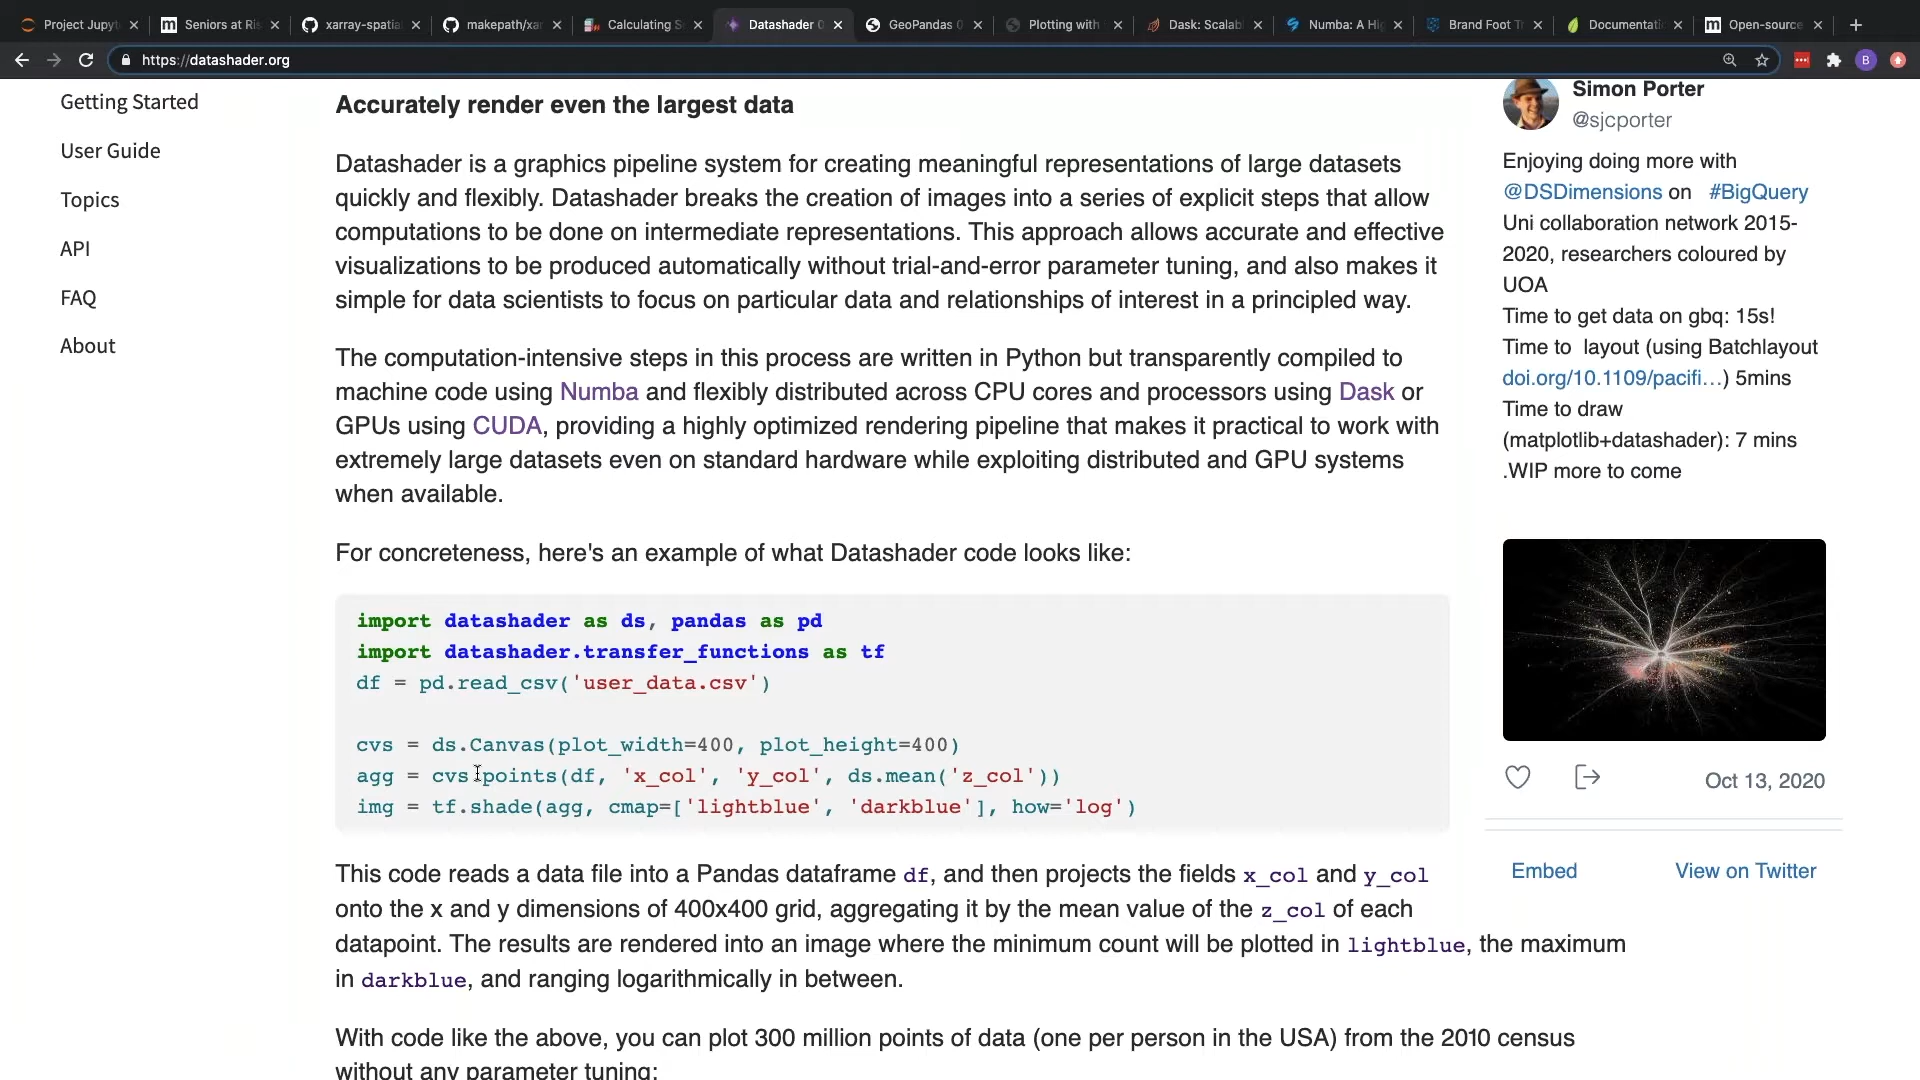 Project Jupyt
Seniors at Ris
xarray-spatia
makepath/xar
Calculating S
Datashader 0
GeoPandas 0
Plotting with
Dask: Scalab
Numba: A Hi
Brand Foot T
Documentati
Open-source
https://datashader.org
Getting Started
User Guide
Topics
API
FAQ
About
Accurately render even the largest data
Datashader is a graphics pipeline system for creating meaningful representations of large datasets
quickly and flexibly. Datashader breaks the creation of images into a series of explicit steps that allow
computations to be done on intermediate representations. This approach allows accurate and effective
visualizations to be produced automatically without trial-and-error parameter tuning, and also makes it
simple for data scientists to focus on particular data and relationships of interest in a principled way.
The computation-intensive steps in this process are written in Python but transparently compiled to
machine code using Numba and flexibly distributed across CPU cores and processors using Dask or
GPUs using CUDA, providing a highly optimized rendering pipeline that makes it practical to work with
extremely large datasets even on standard hardware while exploiting distributed and GPU systems
when available.
For concreteness, here's an example of what Datashader code looks like:
import datashader as ds, pandas as pd
import datashader.transfer_functions as tf
df = pd.read_csv('user_data.csv')
cvs = ds.Canvas(plot_width=400, plot_height=400)
agg = cvs.points(df, 'x_col', 'y_col', ds.mean('z_col'))
img = tf.shade(agg, cmap=['lightblue', 'darkblue'], how='log')
This code reads a data file into a Pandas dataframe df, and then projects the fields x_col and y_col
onto the x and y dimensions of 400x400 grid, aggregating it by the mean value of the z_col of each
datapoint. The results are rendered into an image where the minimum count will be plotted in lightblue, the maximum
in darkblue, and ranging logarithmically in between.
With code like the above, you can plot 300 million points of data (one per person in the USA) from the 2010 census
without any parameter tuning:
Simon Porter
@sjcporter
Enjoying doing more with
@DSDimensions on #BigQuery
Uni collaboration network 2015-
2020, researchers coloured by
UOA
Time to get data on gbq: 15s!
Time to layout (using Batchlayout
doi.org/10.1109/pacifi…) 5mins
Time to draw
(matplotlib+datashader): 7 mins
.WIP more to come
Oct 13, 2020
Embed
View on Twitter
B